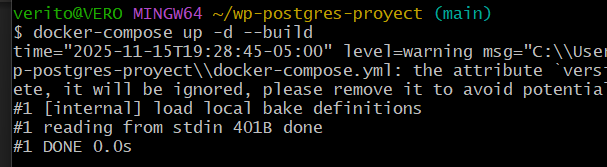 verito@VERO MINGW64 ~/wp-postgres-proyect (main)
$ docker-compose up -d --build
time="2025-11-15T19:28:45-05:00" level=warning msg="C:\\User
p-postgres-proyect\\docker-compose.yml: the attribute `versi
ete, it will be ignored, please remove it to avoid potential
#1 [internal] load local bake definitions
#1 reading from stdin 401B done
#1 DONE 0.0s